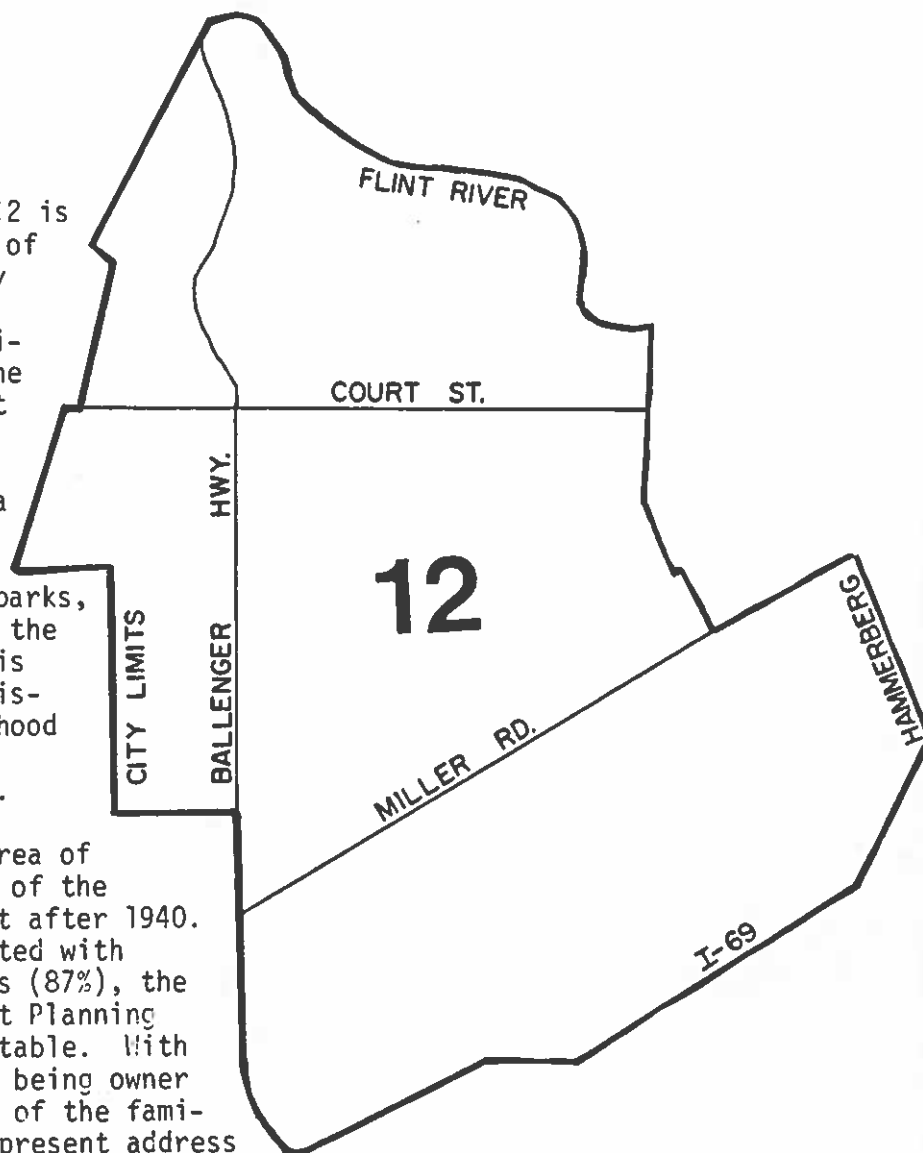 12 is
of
FLINT RIVER
COURT ST.
HWY.
12
parks,
the
is
is-
hood
CITY LIMITS
BALLENGER
HAMMERBERG
MILLER RD.
rea of
of the
t after 1940.
ted with
s (87%), the
t Planning
table. With
being owner
of the fami-
present address
I-69